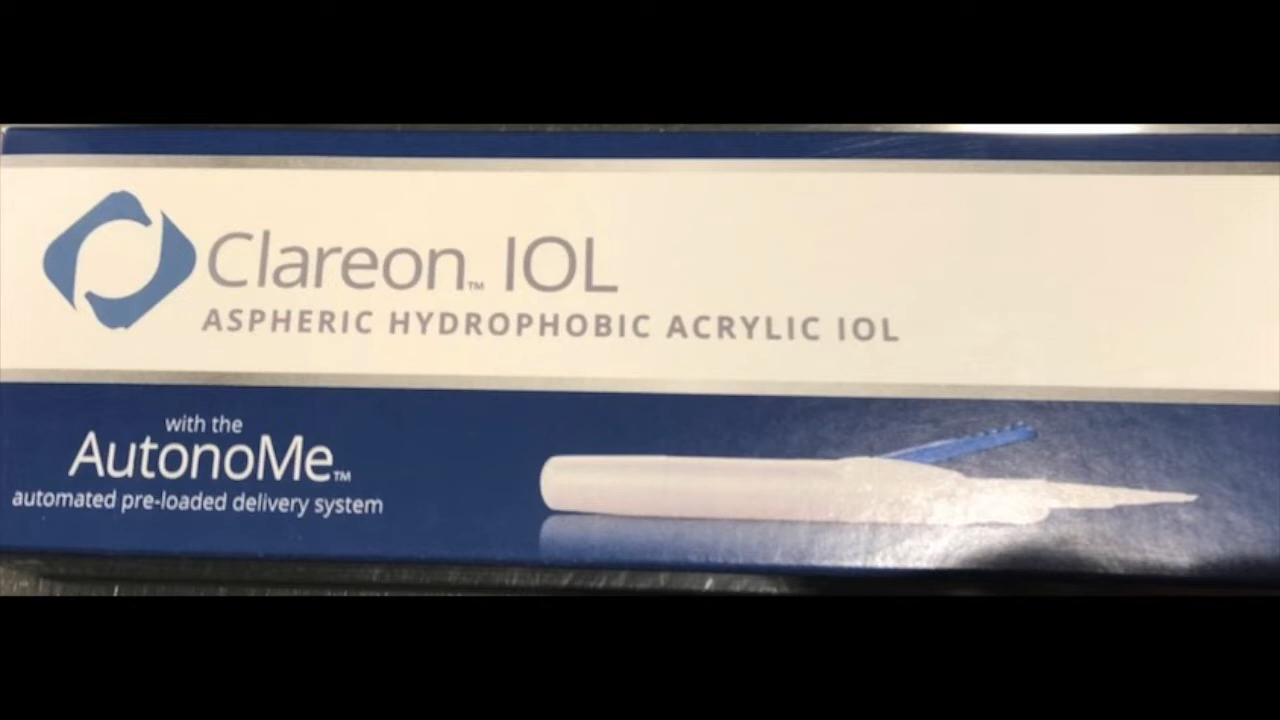 Clareon™ IOL
ASPHERIC HYDROPHOBIC ACRYLIC IOL
with the
AutonoMe™
automated pre-loaded delivery system